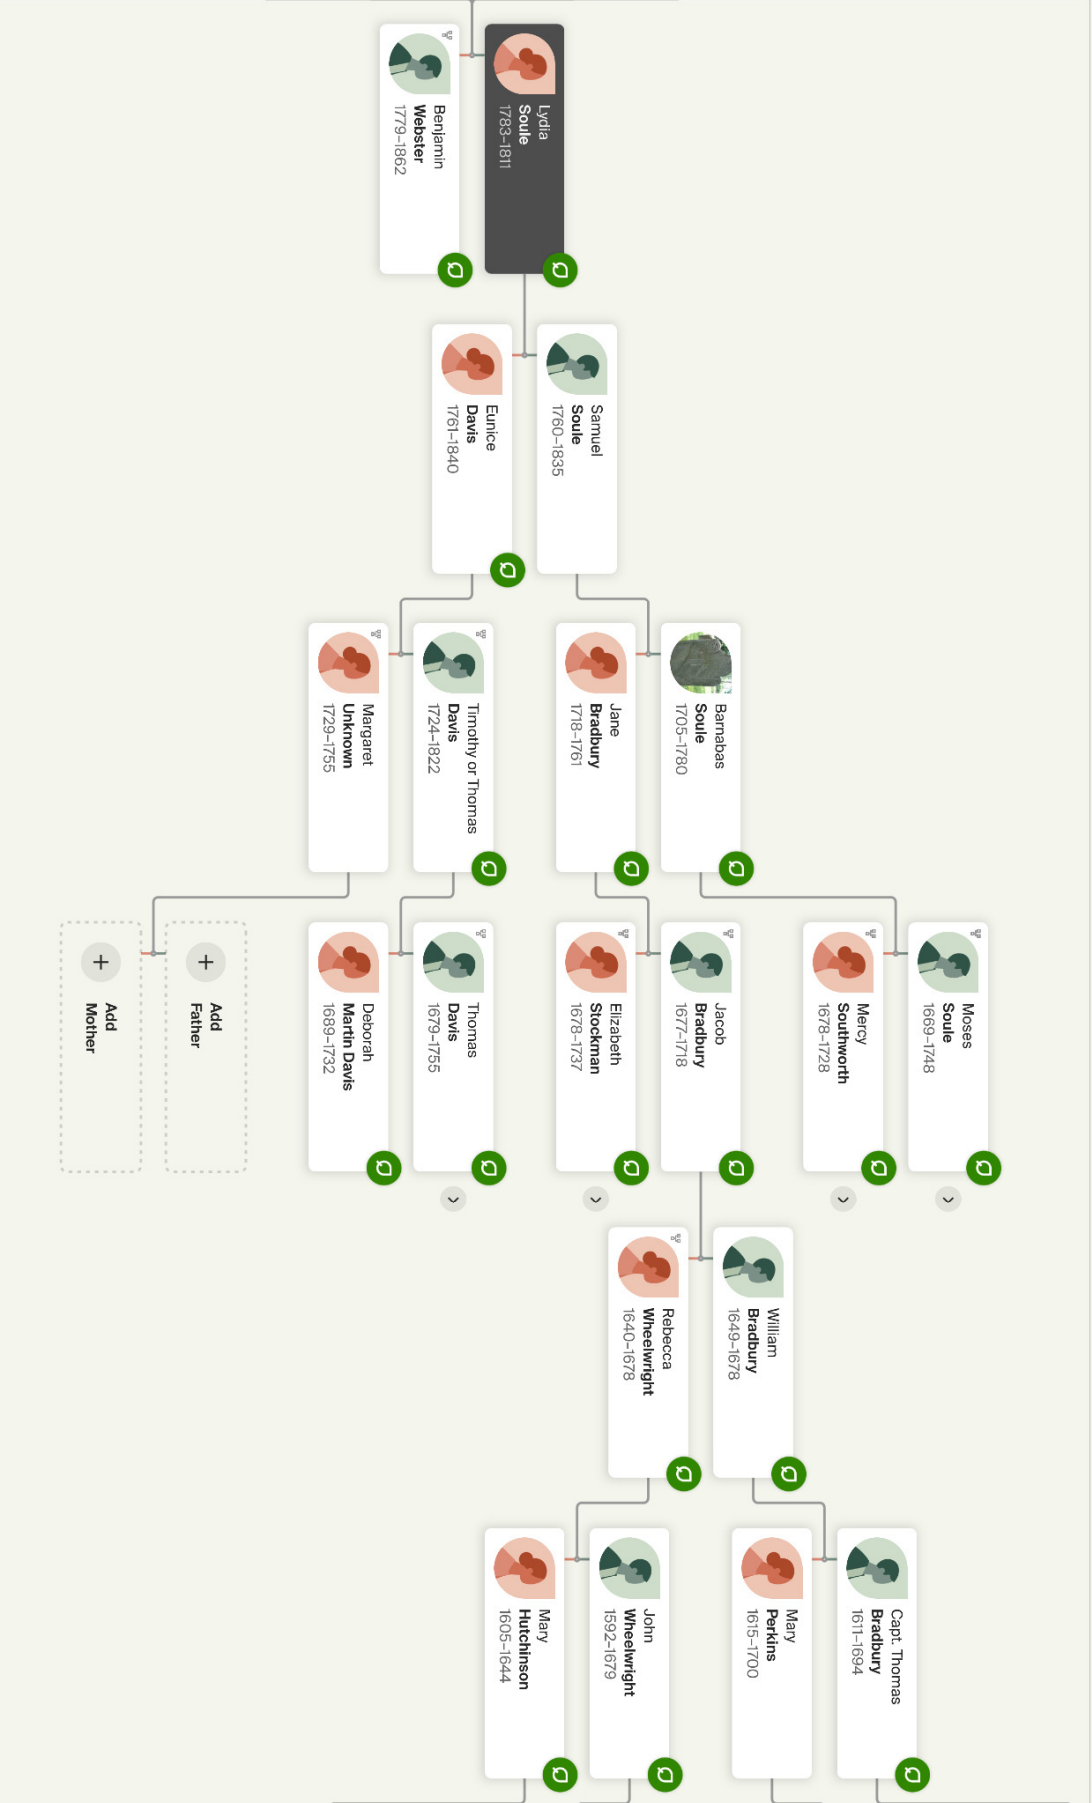 Lydia
Soule
1783–1811
Benjamin
Webster
1779–1862
Samuel
Soule
1760–1835
Eunice
Davis
1761–1840
Barnabas
Soule
1705–1780
Jane
Bradbury
1718–1761
Timothy or Thomas
Davis
1724–1822
Margaret
Unknown
1729–1755
Moses
Soule
1669–1748
Mercy
Southworth
1678–1728
Jacob
Bradbury
1677–1718
Elizabeth
Stockman
1678–1737
Thomas
Davis
1679–1755
Deborah
Martin Davis
1689–1732
Add
Father
Add
Mother
William
Bradbury
1649–1678
Rebecca
Wheelwright
1640–1678
Capt. Thomas
Bradbury
1611–1694
Mary
Perkins
1615–1700
John
Wheelwright
1592–1679
Mary
Hutchinson
1605–1644